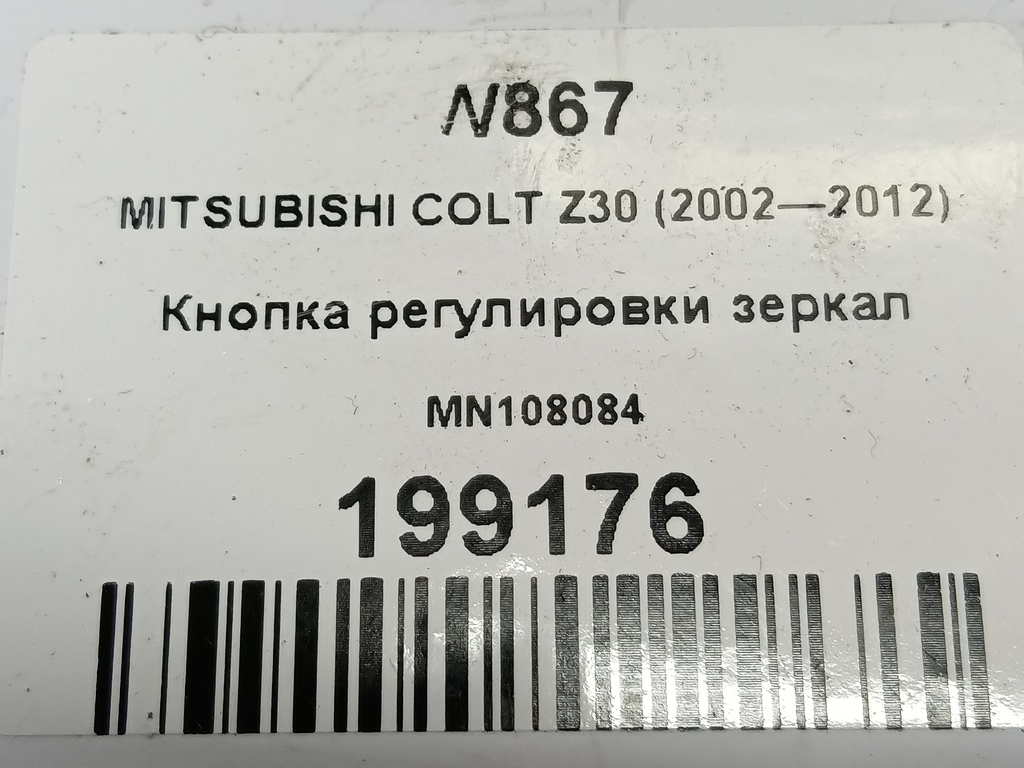 N867
MITSUBISHI COLT Z30 (2002—2012)
Кнопка регулировки зеркал
MN108084
199176